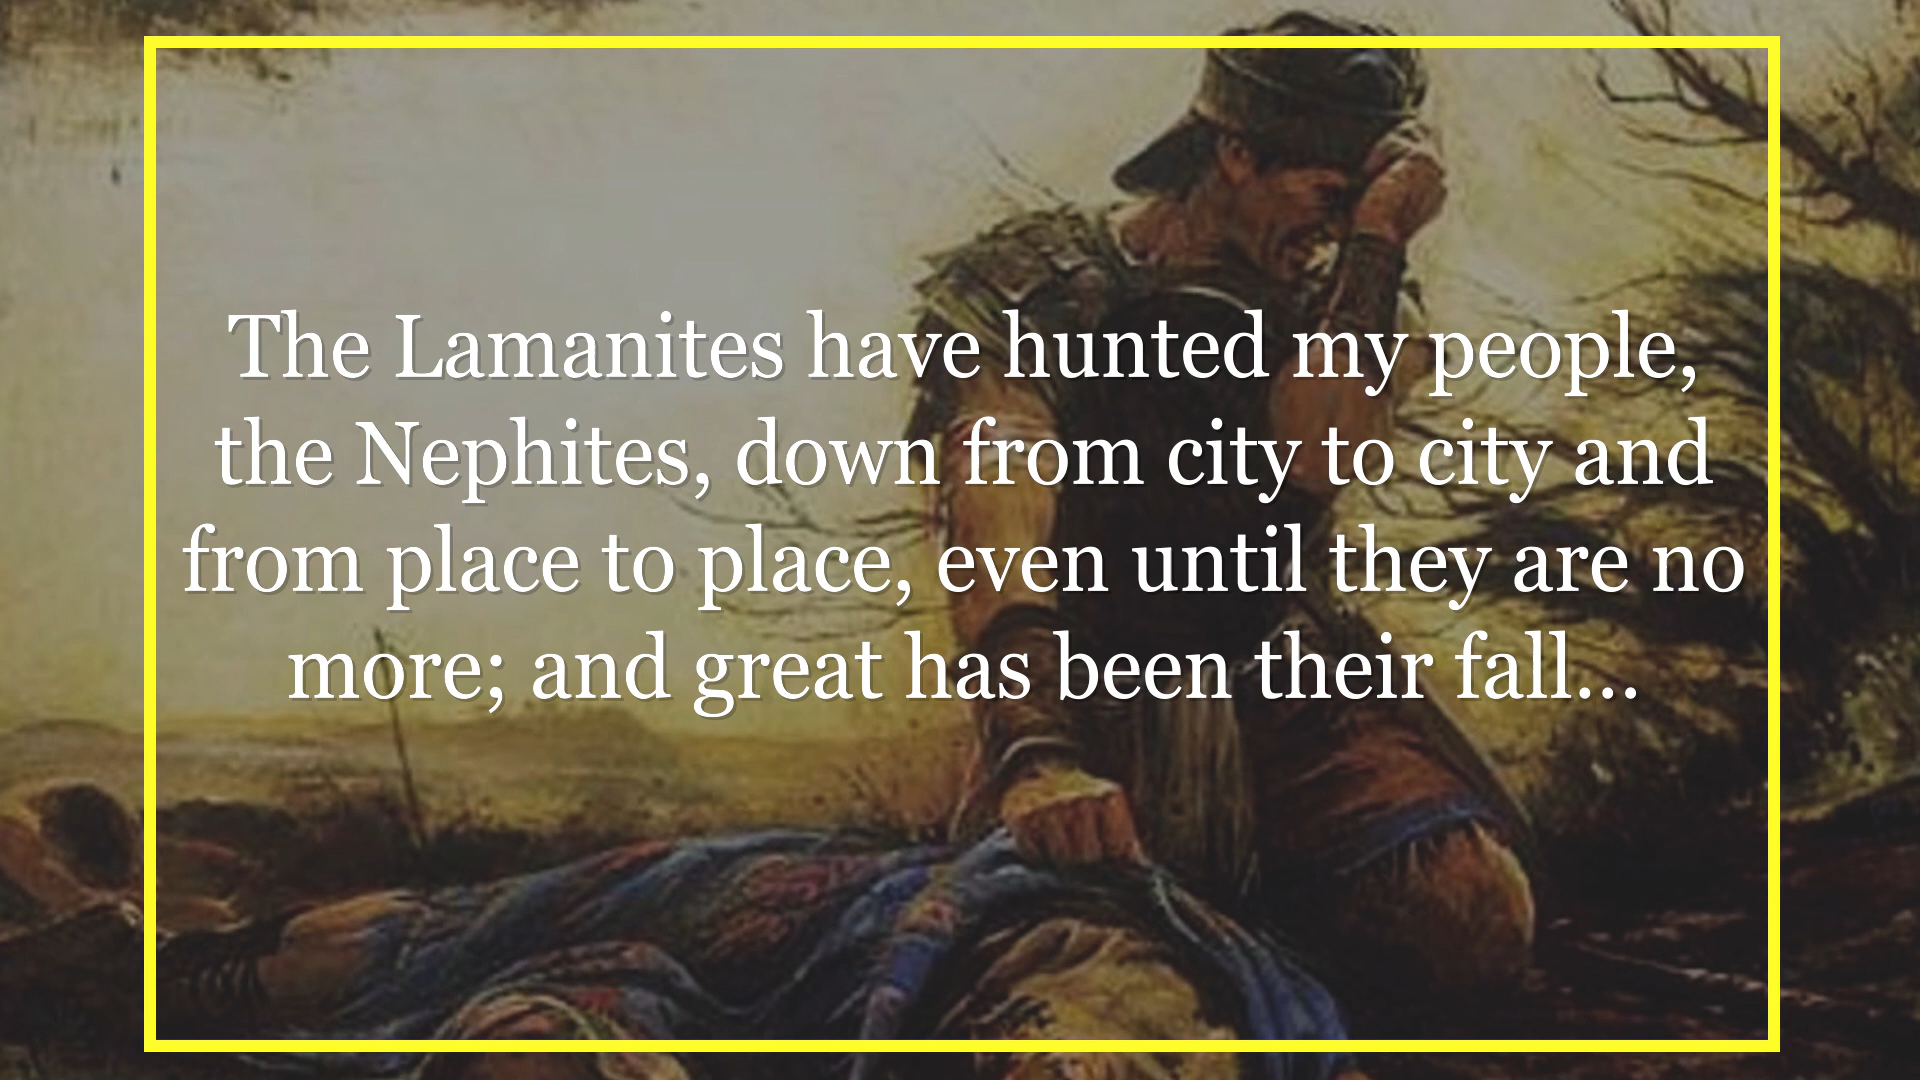 The Lamanites have hunted my people,
the Nephites, down from city to city and
from place to place, even until they are no
more; and great has been their fall...